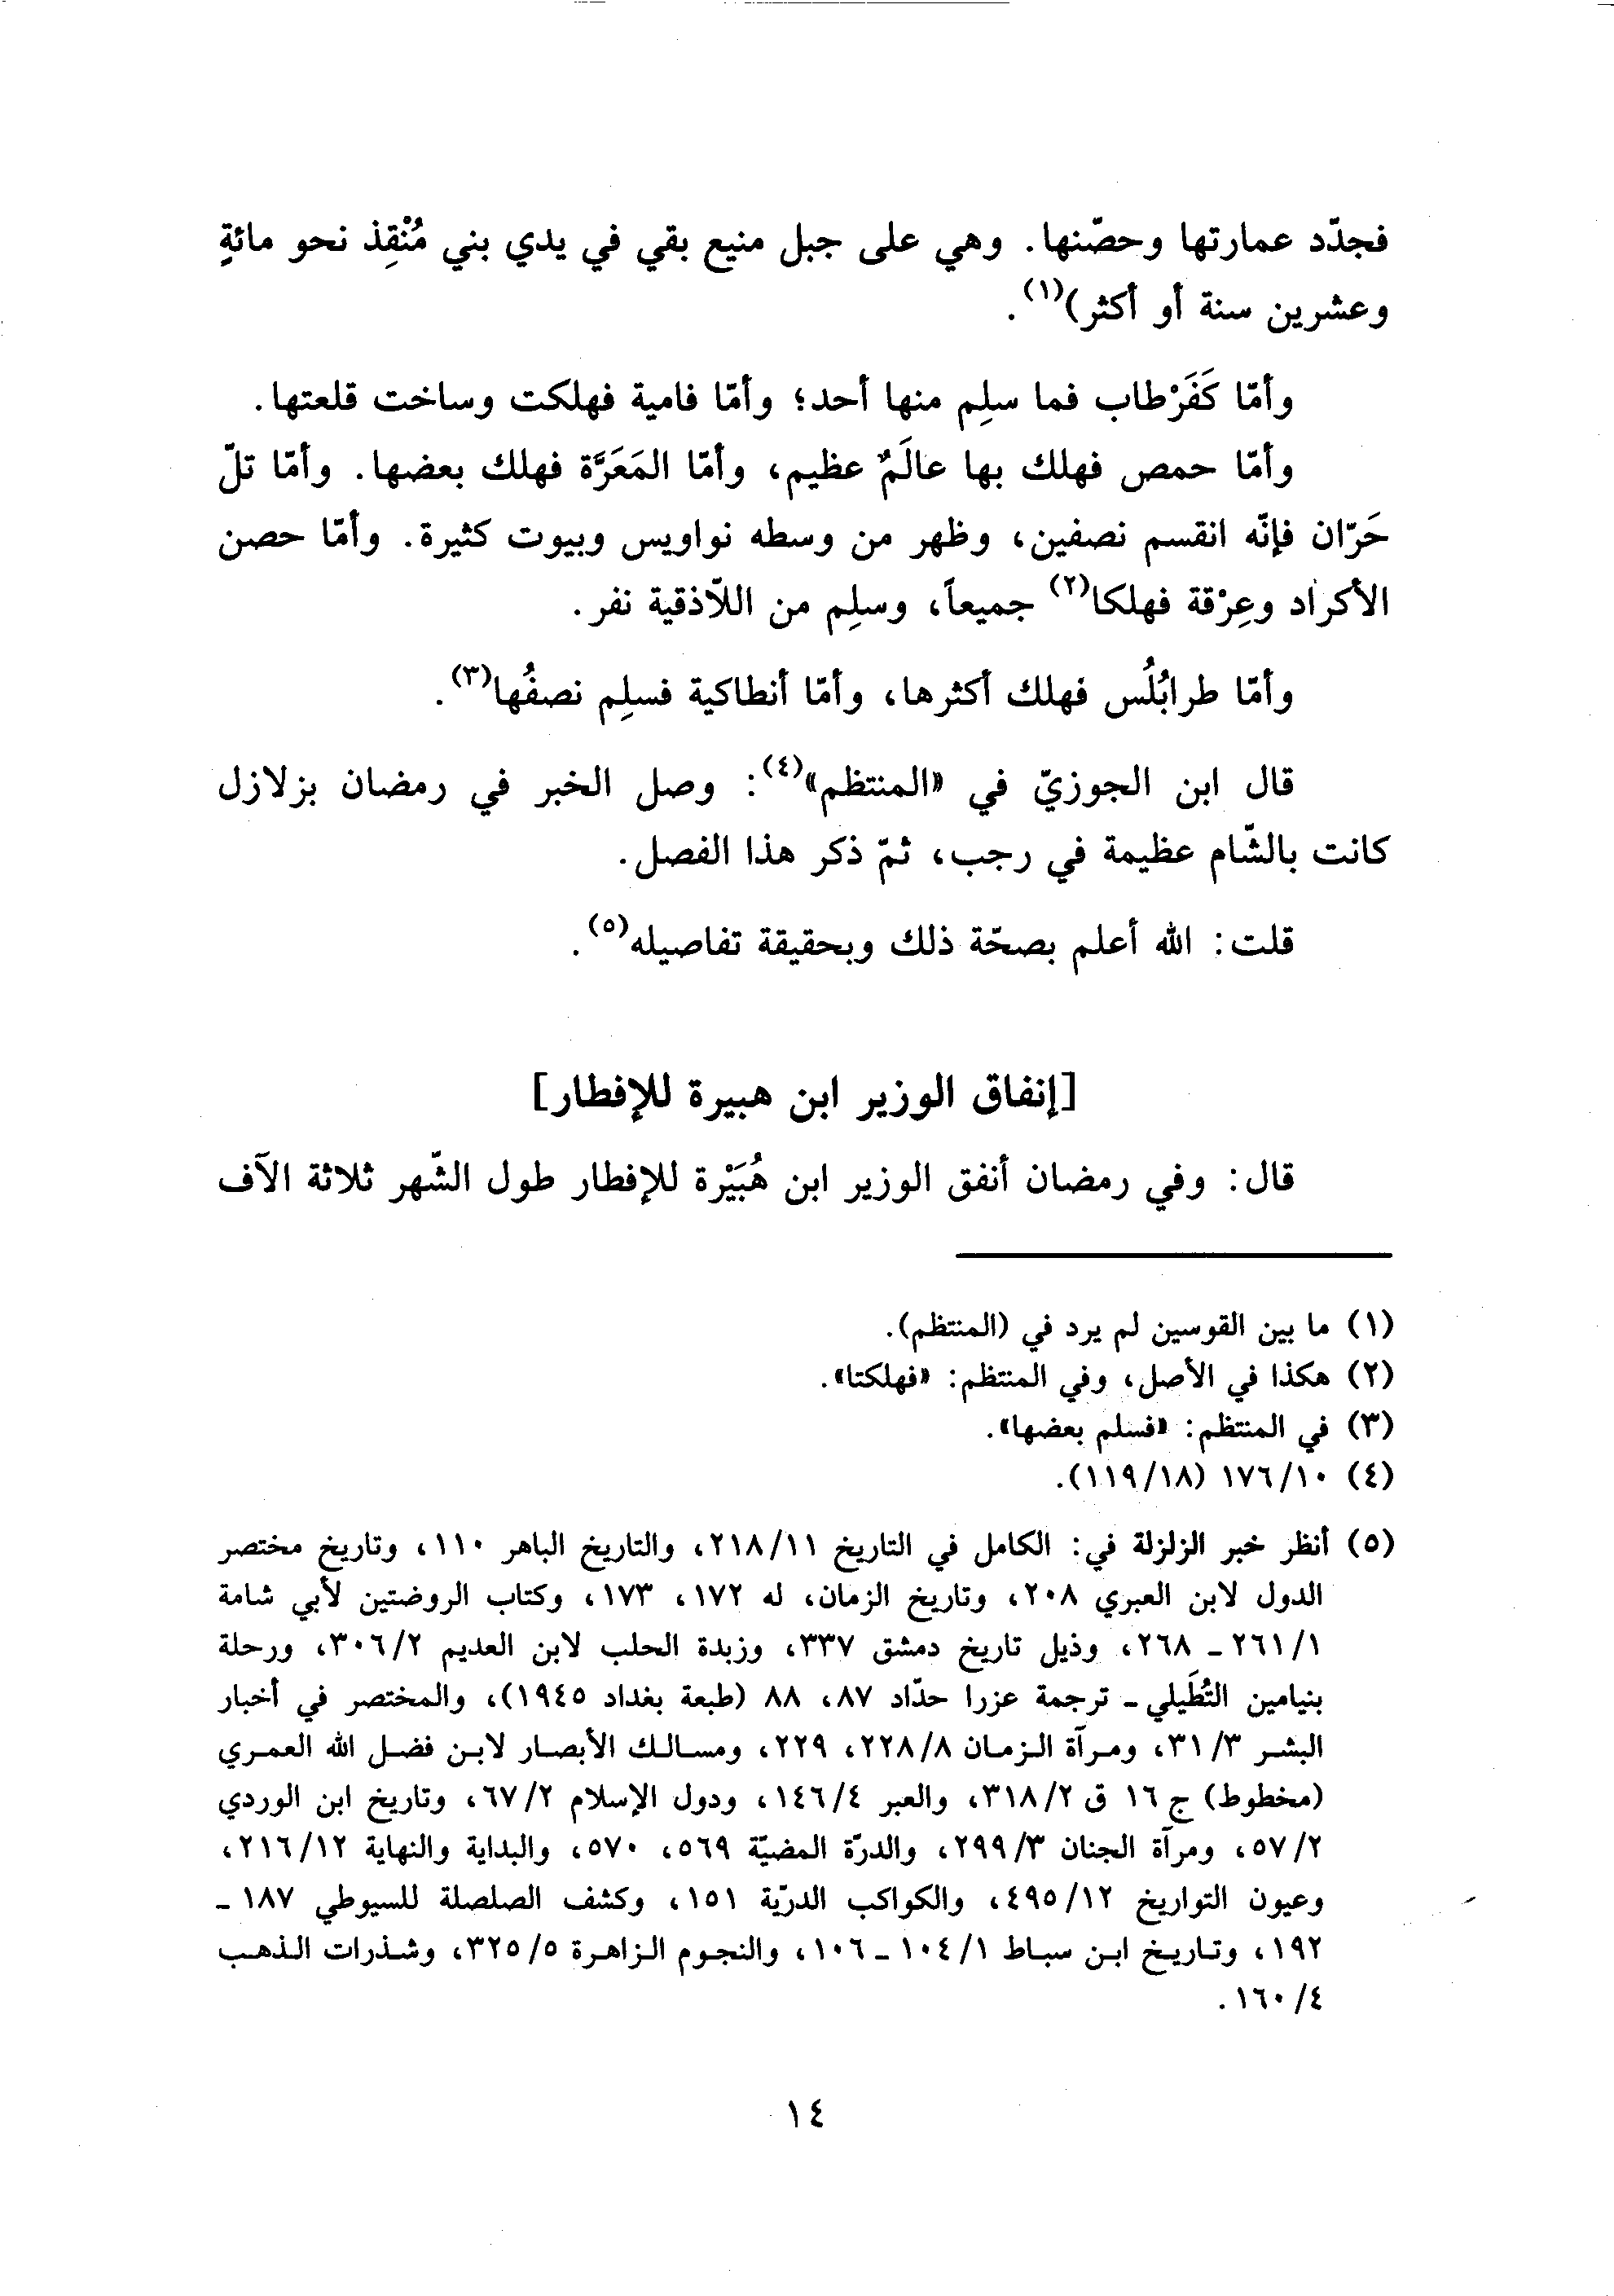 فجدّد عمارتها وحصّنها. وهي على جبل منيع بقي في يدي بني مُنْقِذ نحو مائةٍ
وعشرين سنة أو أكثر)(١).
وأمّا كَفَرْطاب فما سلِم منها أحد؛ وأمّا فامية فهلكت وساخت قلعتها.
وأمّا حمص فهلك بها عالَمٌ عظيم، وأمّا المَعَرَّة فهلك بعضها. وأمّا تلّ
حَرّان فإنّه انقسم نصفين، وظهر من وسطه نواويس وبيوت كثيرة. وأمّا حصن
الأكراد وعِرْقة فهلكا(٢) جميعاً، وسلِم من اللاّذقية نفر.
وأمّا طرابُلُس فهلك أكثرها، وأمّا أنطاكية فسلِم نصفُها(٣).
قال ابن الجوزيّ في «المنتظم»(٤): وصل الخبر في رمضان بزلازل
كانت بالشّام عظيمة في رجب، ثمّ ذكر هذا الفصل.
قلت: الله أعلم بصحّة ذلك وبحقيقة تفاصيله(٥).
[إنفاق الوزير ابن هبيرة للإفطار]
قال: وفي رمضان أنفق الوزير ابن هُبَيْرة للإفطار طول الشّهر ثلاثة الآف
(١) ما بين القوسين لم يرد في (المنتظم).
(٢) هكذا في الأصل، وفي المنتظم: «فهلكتا».
(٣) في المنتظم: «فسلم بعضها».
(٤) ١٧٦/١٠ (١١٩/١٨).
(٥) أنظر خبر الزلزلة في: الكامل في التاريخ ٢١٨/١١، والتاريخ الباهر ١١٠، وتاريخ مختصر
الدول لابن العبري ٢٠٨، وتاريخ الزمان، له ١٧٢، ١٧٣، وكتاب الروضتين لأبي شامة
٢٦١/١ - ٢٦٨، وذيل تاريخ دمشق ٣٣٧، وزبدة الحلب لابن العديم ٣٠٦/٢، ورحلة
بنيامين التُطَيلي - ترجمة عزرا حدّاد ٨٧، ٨٨ (طبعة بغداد ١٩٤٥)، والمختصر في أخبار
البشر ٣١/٣، ومرآة الزمان ٢٢٨/٨، ٢٢٩، ومسالك الأبصار لابن فضل الله العمري
(مخطوط) ج ١٦ ق ٣١٨/٢، والعبر ١٤٦/٤، ودول الإسلام ٦٧/٢، وتاريخ ابن الوردي
٥٧/٢، ومرآة الجنان ٢٩٩/٣، والدرّة المضيّة ٥٦٩، ٥٧٠، والبداية والنهاية ٢١٦/١٢،
وعيون التواريخ ٤٩٥/١٢، والكواكب الدرّية ١٥١، وكشف الصلصلة للسيوطي ١٨٧ -
١٩٢، وتاريخ ابن سباط ١٠٤/١ - ١٠٦، والنجوم الزاهرة ٣٢٥/٥، وشذرات الذهب
١٦٠/٤.
١٤